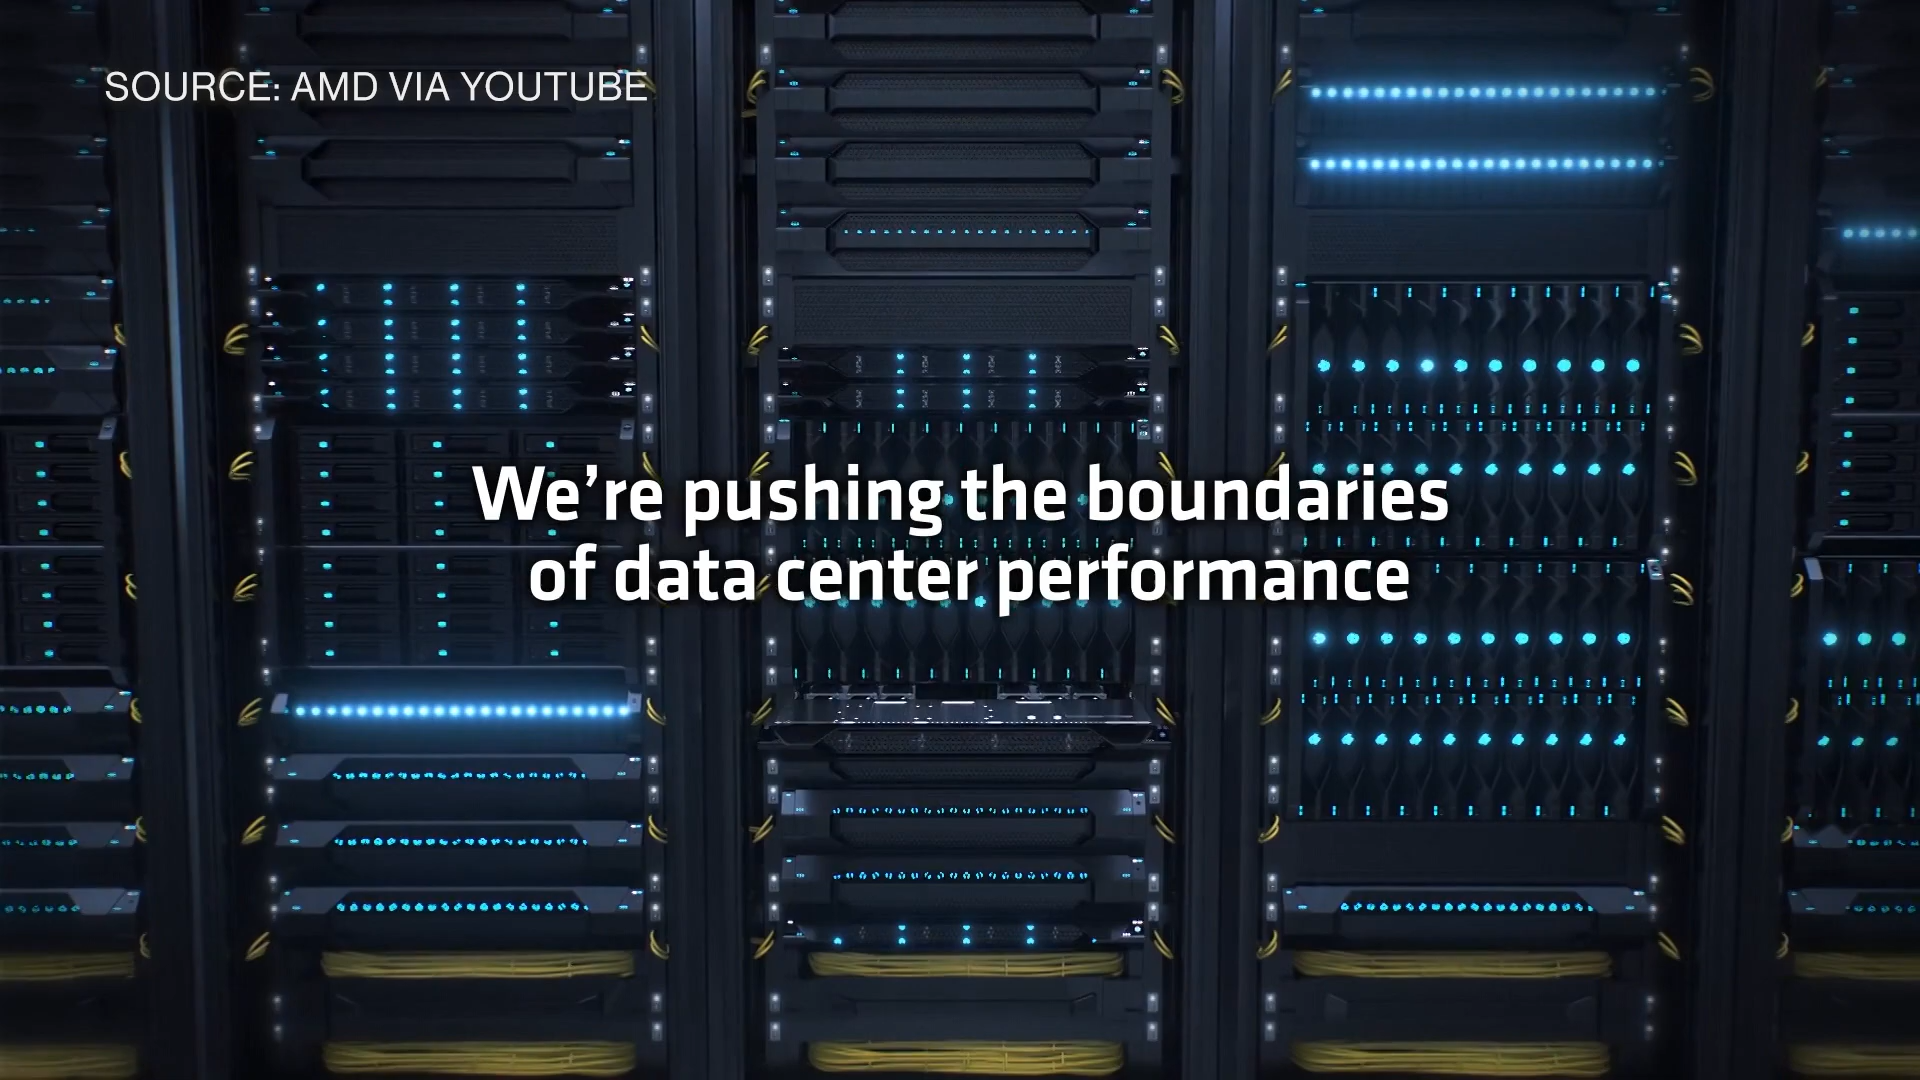 SOURCE: AMD VIA YOUTUBE
We’re pushing the boundaries
of data center performance